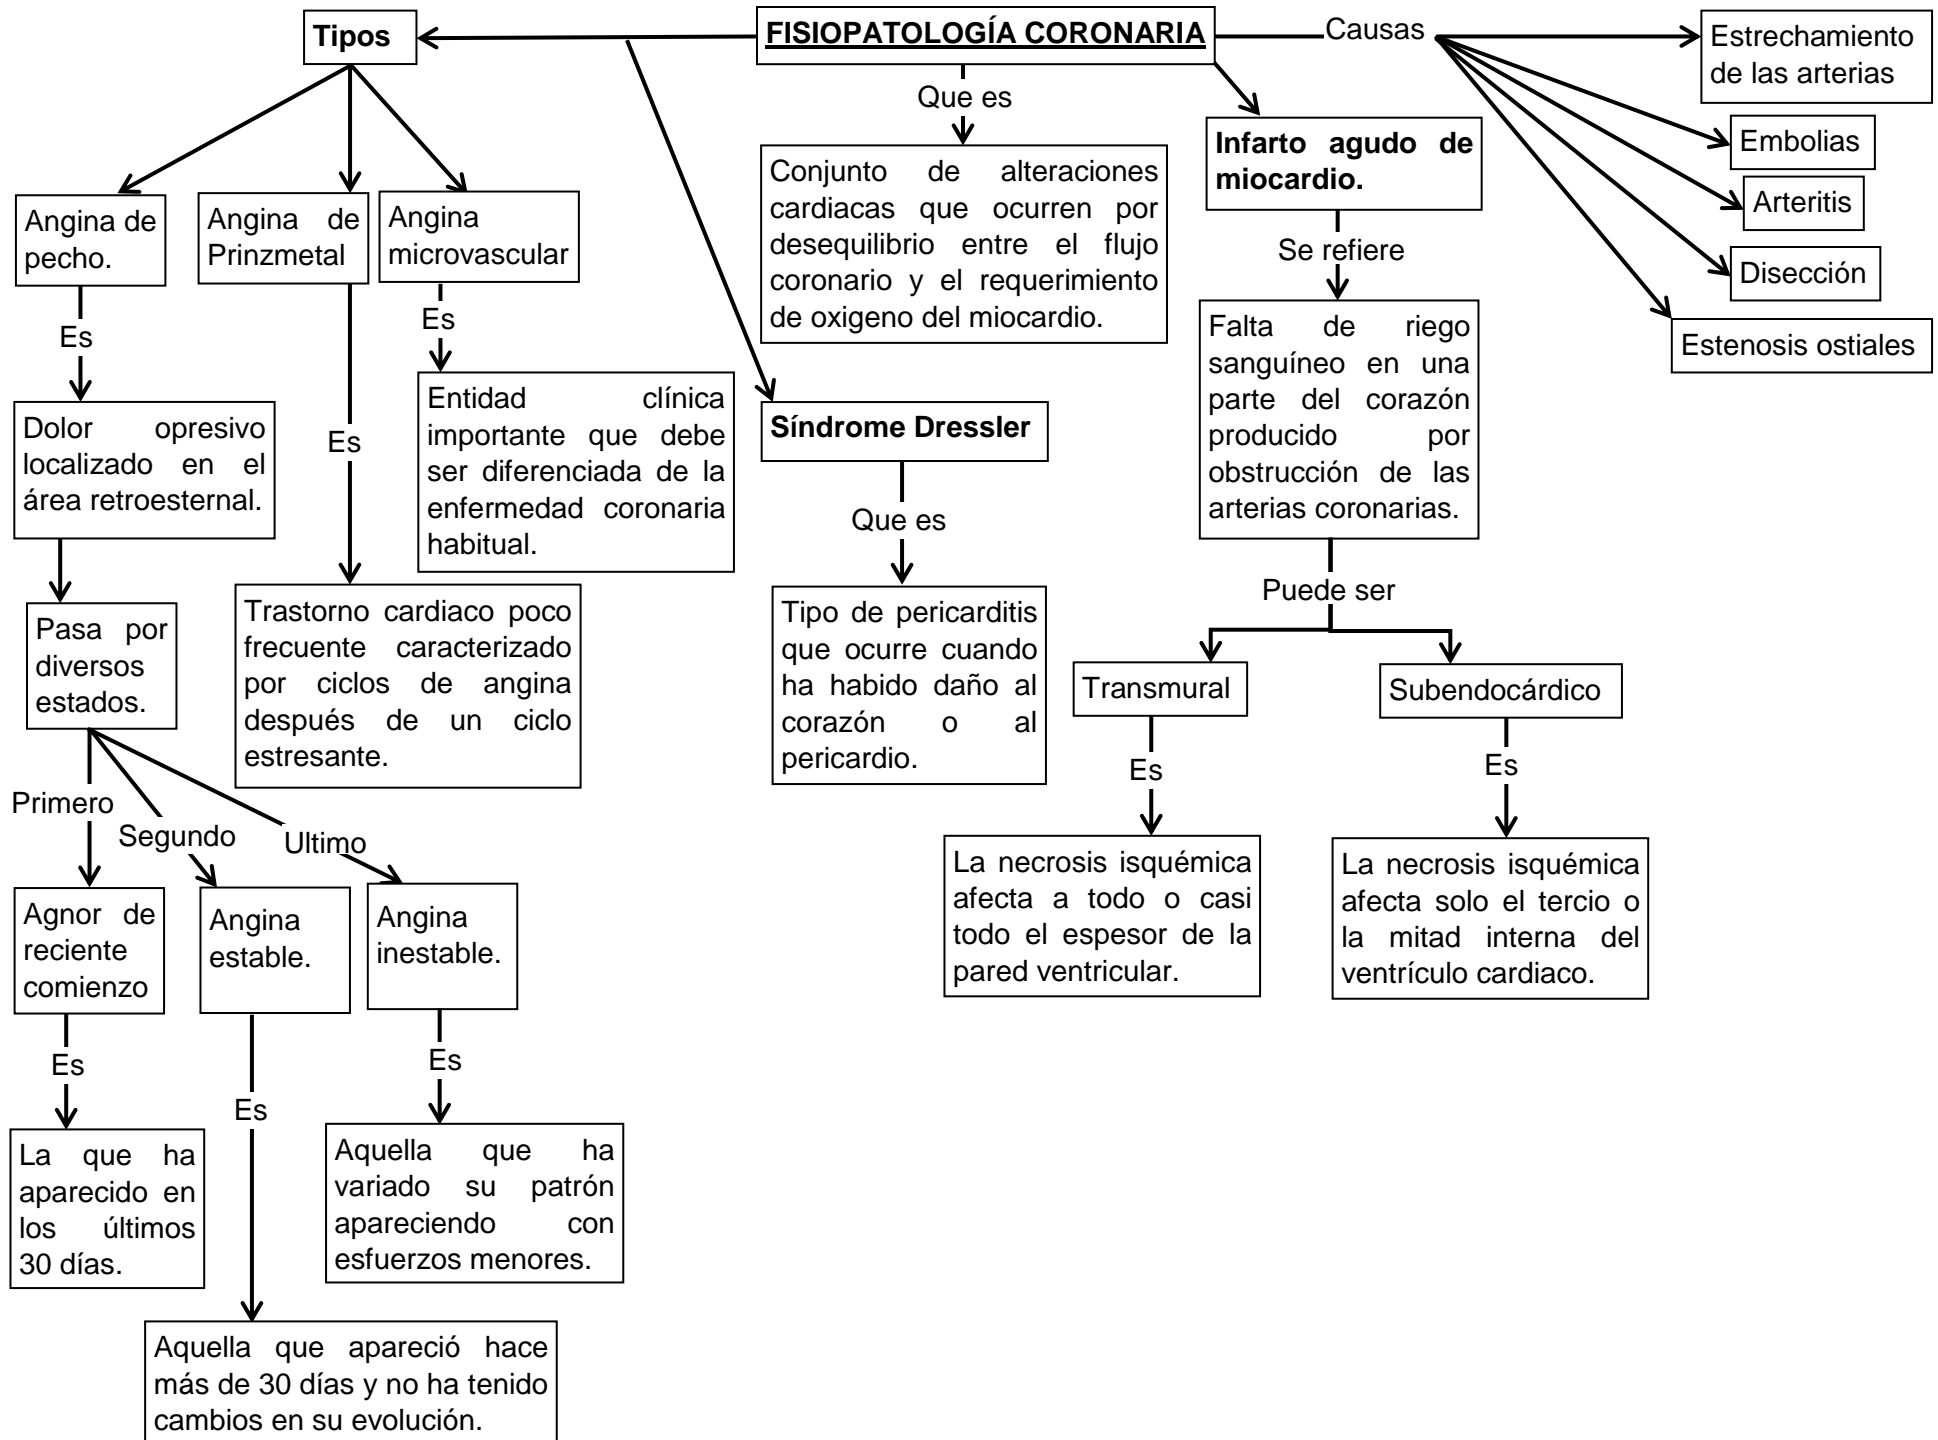 Tipos
FISIOPATOLOGÍA CORONARIA
Causas
Estrechamiento
de las arterias
Embolias
Arteritis
Disección
Estenosis ostiales
Que es
Conjunto de alteraciones
cardiacas que ocurren por
desequilibrio entre el flujo
coronario y el requerimiento
de oxigeno del miocardio.
Infarto agudo de
miocardio.
Se refiere
Falta de riego
sanguíneo en una
parte del corazón
producido por
obstrucción de las
arterias coronarias.
Puede ser
Transmural
Subendocárdico
Es
Es
La necrosis isquémica
afecta a todo o casi
todo el espesor de la
pared ventricular.
La necrosis isquémica
afecta solo el tercio o
la mitad interna del
ventrículo cardiaco.
Síndrome Dressler
Que es
Tipo de pericarditis
que ocurre cuando
ha habido daño al
corazón o al
pericardio.
Angina de
pecho.
Angina de
Prinzmetal
Angina
microvascular
Es
Es
Es
Dolor opresivo
localizado en el
área retroesternal.
Entidad clínica
importante que debe
ser diferenciada de la
enfermedad coronaria
habitual.
Trastorno cardiaco poco
frecuente caracterizado
por ciclos de angina
después de un ciclo
estresante.
Pasa por
diversos
estados.
Primero
Segundo
Ultimo
Agnor de
reciente
comienzo
Angina
estable.
Angina
inestable.
Es
Es
Es
La que ha
aparecido en
los últimos
30 días.
Aquella que ha
variado su patrón
apareciendo con
esfuerzos menores.
Aquella que apareció hace
más de 30 días y no ha tenido
cambios en su evolución.